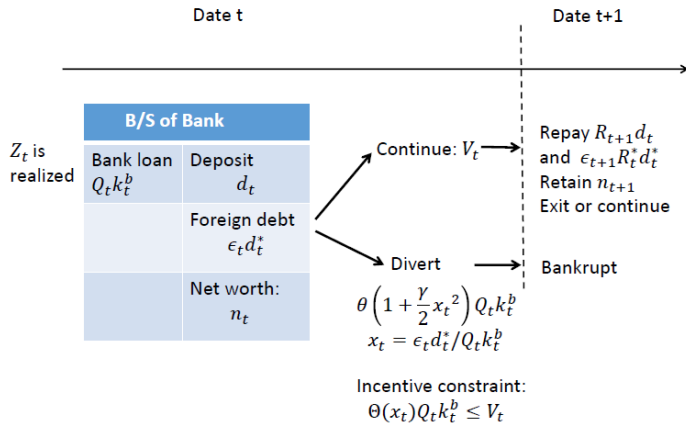 Date t
Date t+1
B/S of Bank
Z_t is
realized
Bank loan
Q_t k_t^b
Deposit
d_t
Foreign debt
ϵ_t d_t^*
Net worth:
n_t
Continue: V_t
Repay R_{t+1} d_t
and ϵ_{t+1} R_t^* d_t^*
Retain n_{t+1}
Exit or continue
Divert
Bankrupt
θ(1 + γ/2 x_t^2) Q_t k_t^b
x_t = ϵ_t d_t^*/Q_t k_t^b
Incentive constraint:
Θ(x_t)Q_t k_t^b ≤ V_t